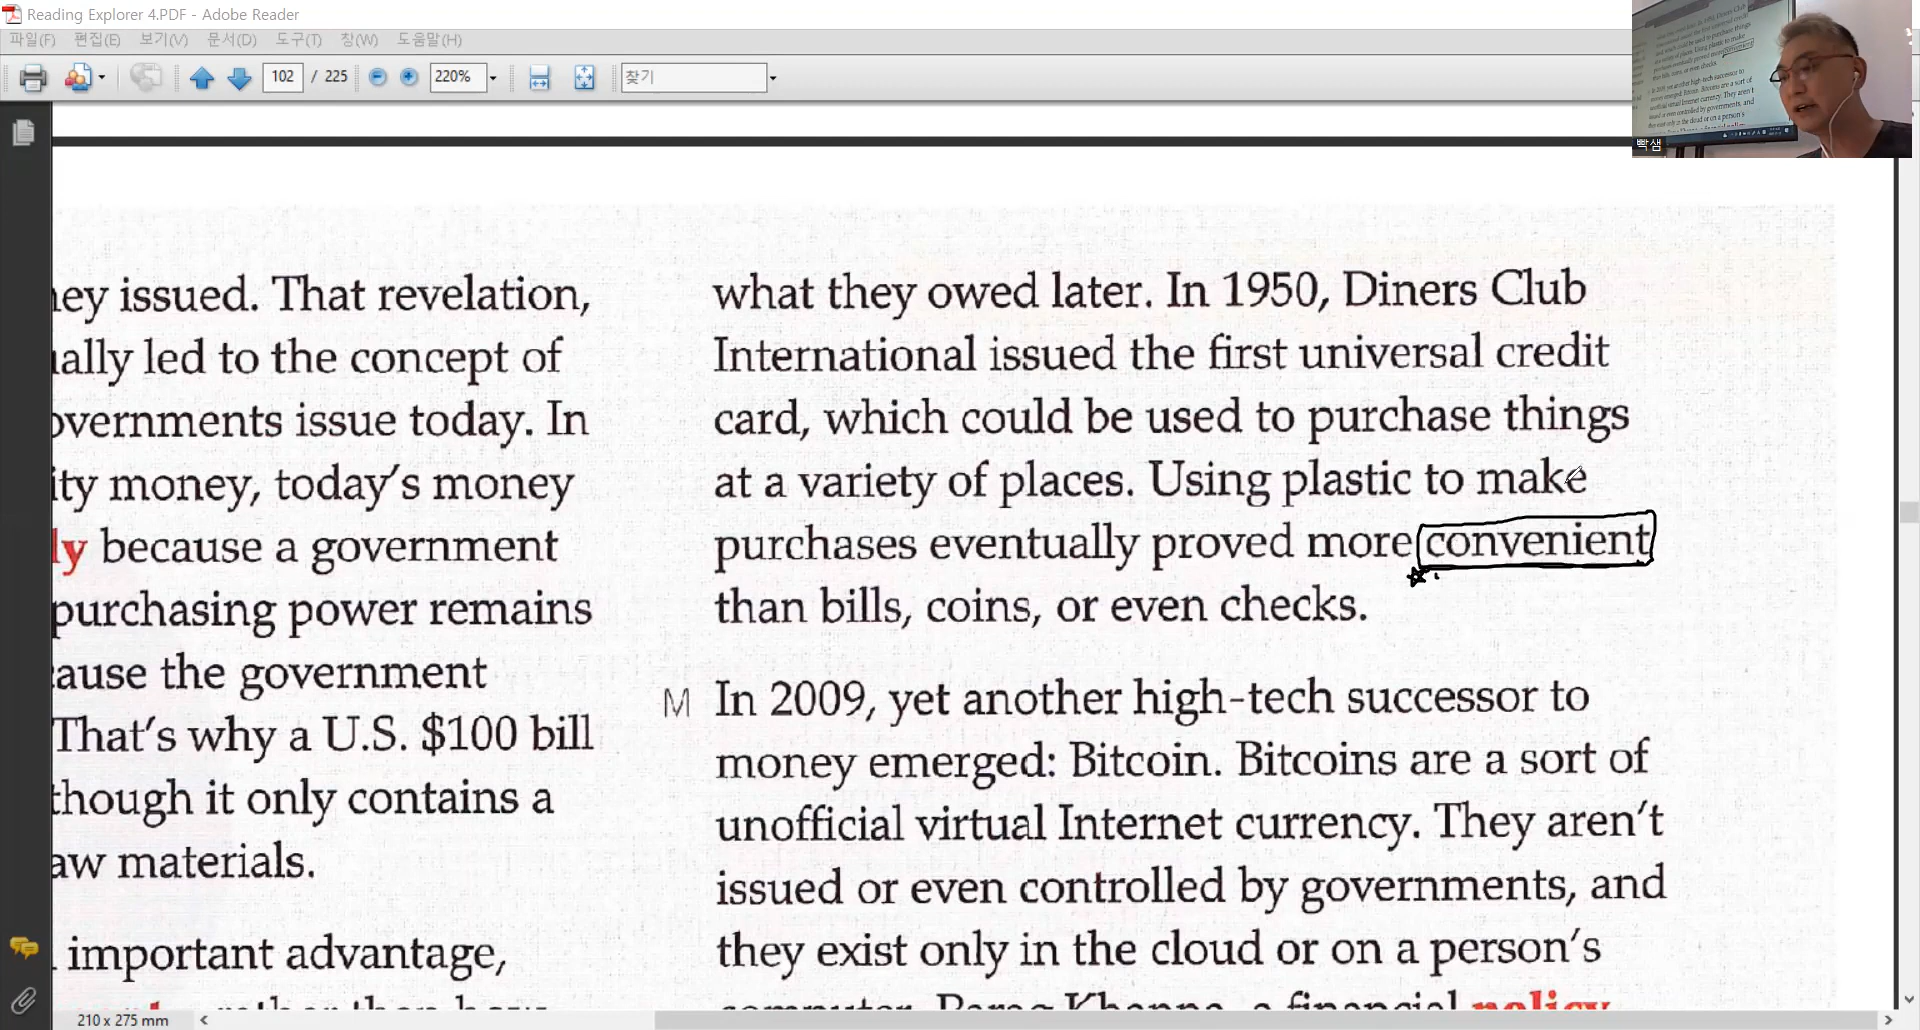 Reading Explorer 4.PDF - Adobe Reader
파일(F) 편집(E) 보기(V) 문서(D) 도구(T) 창(W) 도움말(H)
102 / 225 220% 찾기
빡샘
issued. That revelation,
led to the concept of
issue today. In
money, today's money
because a government
purchasing power remains
the government
That's why a U.S. $100 bill
though it only contains a
materials.
important advantage,
what they owed later. In 1950, Diners Club
International issued the first universal credit
card, which could be used to purchase things
at a variety of places. Using plastic to make
purchases eventually proved more convenient
than bills, coins, or even checks.
M In 2009, yet another high-tech successor to
money emerged: Bitcoin. Bitcoins are a sort of
unofficial virtual Internet currency. They aren't
issued or even controlled by governments, and
they exist only in the cloud or on a person's
computer. Parag Khanna, a financial policy
210 x 275 mm